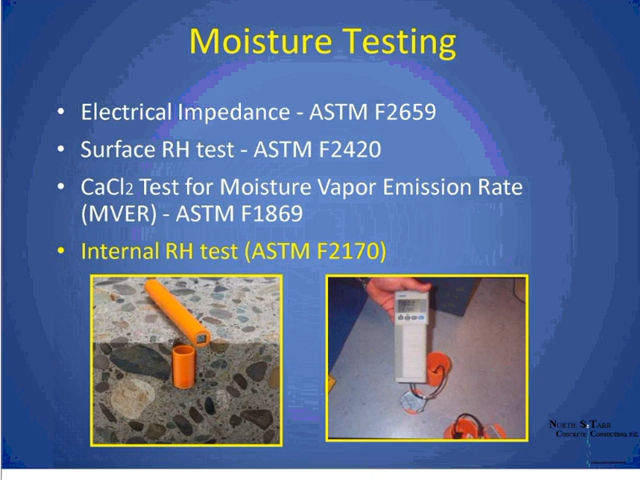 Moisture Testing
• Electrical Impedance - ASTM F2659
• Surface RH test - ASTM F2420
• CaCl2 Test for Moisture Vapor Emission Rate
(MVER) - ASTM F1869
• Internal RH test (ASTM F2170)
NORTH S. TARR
CONCRETE CONSULTING, P.C.